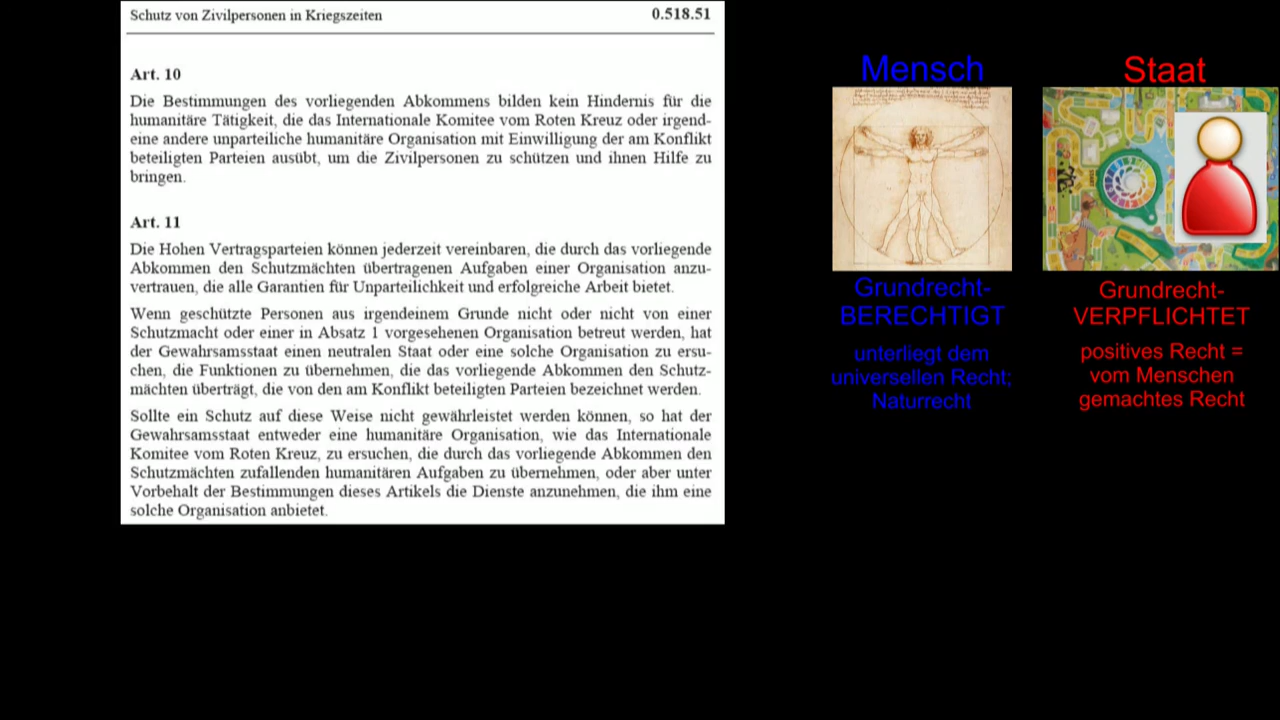 Schutz von Zivilpersonen in Kriegszeiten 0.518.51
Art. 10
Die Bestimmungen des vorliegenden Abkommens bilden kein Hindernis für die
humanitäre Tätigkeit, die das Internationale Komitee vom Roten Kreuz oder irgend-
eine andere unparteiliche humanitäre Organisation mit Einwilligung der am Konflikt
beteiligten Parteien ausübt, um die Zivilpersonen zu schützen und ihnen Hilfe zu
bringen.
Art. 11
Die Hohen Vertragsparteien können jederzeit vereinbaren, die durch das vorliegende
Abkommen den Schutzmächten übertragenen Aufgaben einer Organisation anzu-
vertrauen, die alle Garantien für Unparteilichkeit und erfolgreiche Arbeit bietet.
Wenn geschützte Personen aus irgendeinem Grunde nicht oder nicht von einer
Schutzmacht oder einer in Absatz 1 vorgesehenen Organisation betreut werden, hat
der Gewahrsamsstaat einen neutralen Staat oder eine solche Organisation zu ersu-
chen, die Funktionen zu übernehmen, die das vorliegende Abkommen den Schutz-
mächten überträgt, die von den am Konflikt beteiligten Parteien bezeichnet werden.
Sollte ein Schutz auf diese Weise nicht gewährleistet werden können, so hat der
Gewahrsamsstaat entweder eine humanitäre Organisation, wie das Internationale
Komitee vom Roten Kreuz, zu ersuchen, die durch das vorliegende Abkommen den
Schutzmächten zufallenden humanitären Aufgaben zu übernehmen, oder aber unter
Vorbehalt der Bestimmungen dieses Artikels die Dienste anzunehmen, die ihm eine
solche Organisation anbietet.
Mensch
Grundrecht-
BERECHTIGT
unterliegt dem
universellen Recht;
Naturrecht
Staat
Grundrecht-
VERPFLICHTET
positives Recht =
vom Menschen
gemachtes Recht